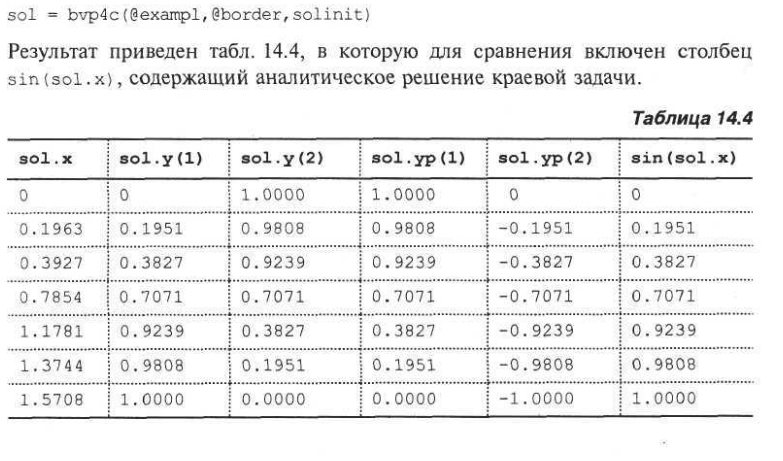 sol = bvp4c(@exampl,@border,solinit)
Результат приведен табл. 14.4, в которую для сравнения включен столбец
sin(sol.x), содержащий аналитическое решение краевой задачи.
Таблица 14.4
sol.x sol.y(1) sol.y(2) sol.yp(1) sol.yp(2) sin(sol.x)
0 0 1.0000 1.0000 0 0
0.1963 0.1951 0.9808 0.9808 -0.1951 0.1951
0.3927 0.3827 0.9239 0.9239 -0.3827 0.3827
0.7854 0.7071 0.7071 0.7071 -0.7071 0.7071
1.1781 0.9239 0.3827 0.3827 -0.9239 0.9239
1.3744 0.9808 0.1951 0.1951 -0.9808 0.9808
1.5708 1.0000 0.0000 0.0000 -1.0000 1.0000